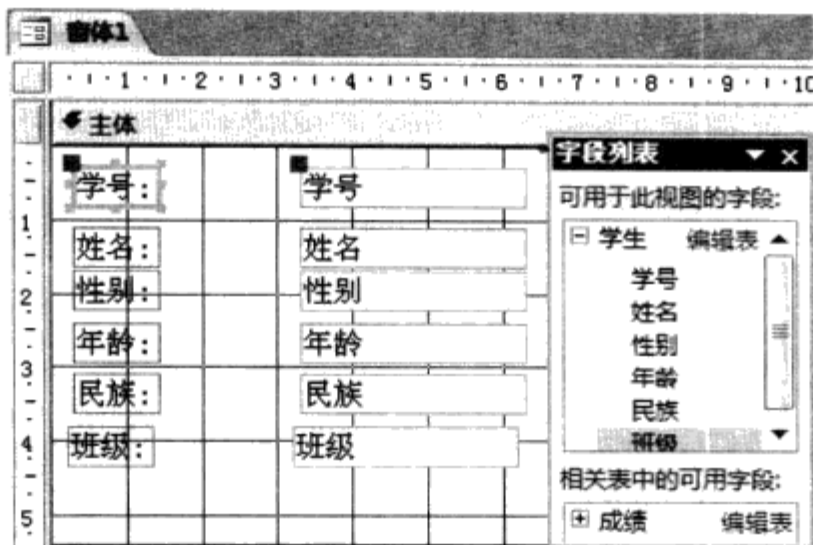 窗体1
1 2 3 4 5 6 7 8 9 10
主体
学号: 学号
姓名: 姓名
性别: 性别
年龄: 年龄
民族: 民族
班级: 班级
1
2
3
4
5
字段列表
可用于此视图的字段:
学生 编辑表
学号
姓名
性别
年龄
民族
班级
相关表中的可用字段:
成绩 编辑表